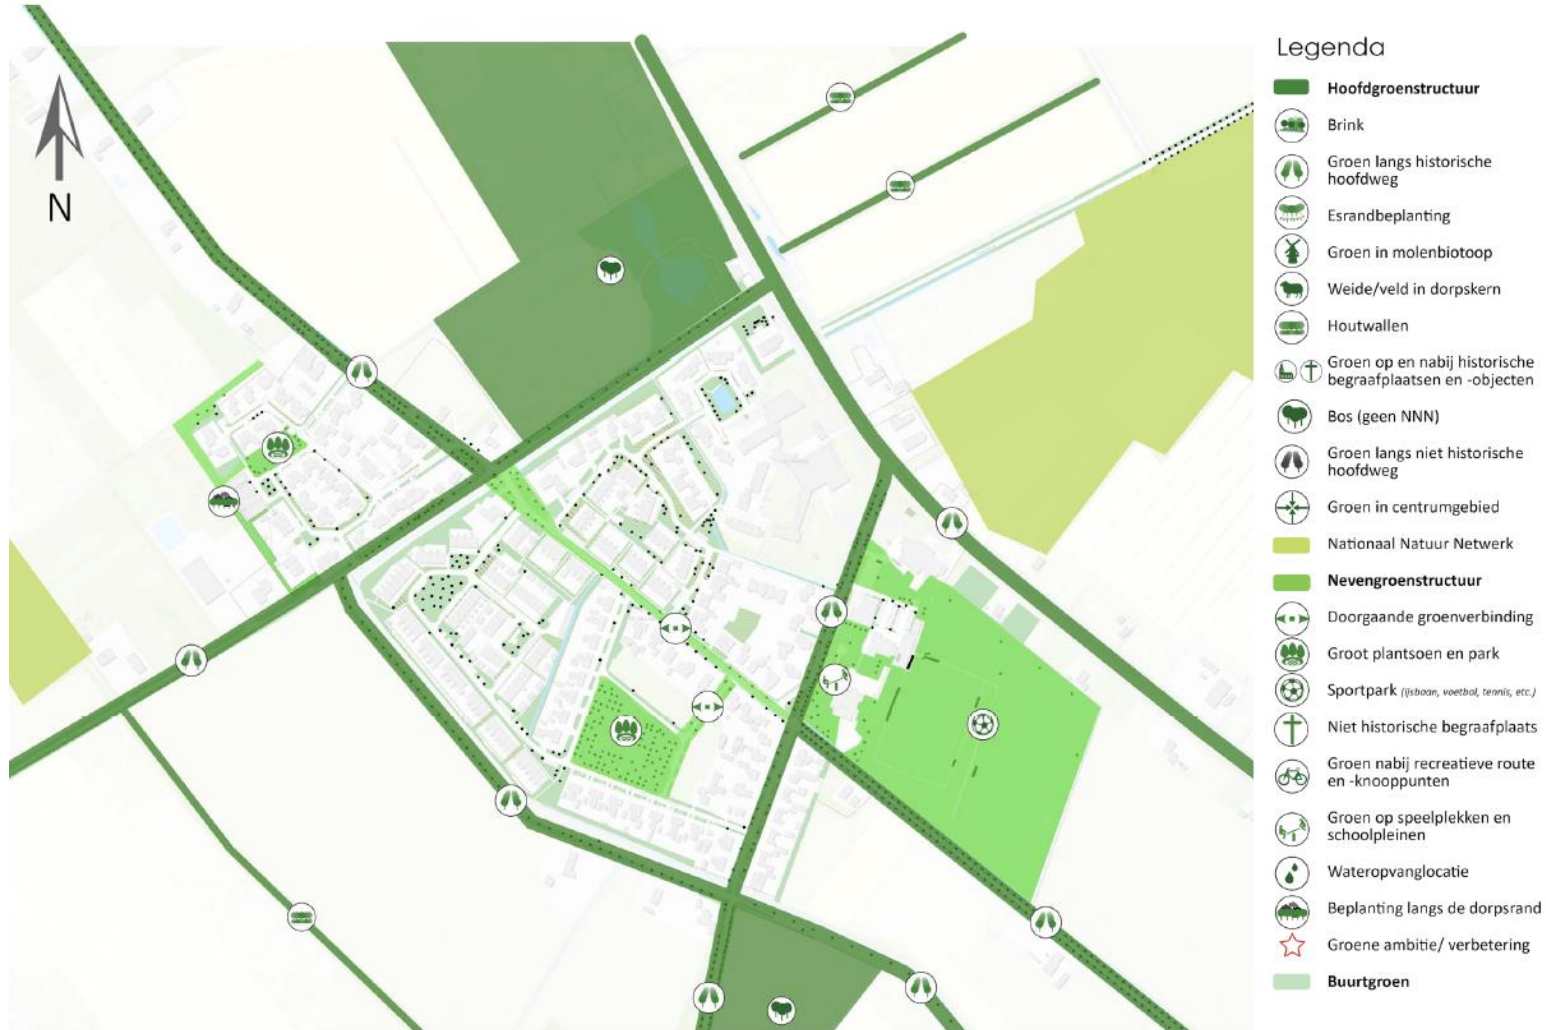 N
Legenda
Hoofdgroenstructuur
Brink
Groen langs historische
hoofdweg
Esrandbeplanting
Groen in molenbiotoop
Weide/veld in dorpskern
Houtwallen
Groen op en nabij historische
begraafplaatsen en -objecten
Bos (geen NNN)
Groen langs niet historische
hoofdweg
Groen in centrumgebied
Nationaal Natuur Netwerk
Nevengroenstructuur
Doorgaande groenverbinding
Groot plantsoen en park
Sportpark (ijsbaan, voetbal, tennis, etc.)
Niet historische begraafplaats
Groen nabij recreatieve route
en -knooppunten
Groen op speelplekken en
schoolpleinen
Wateropvanglocatie
Beplanting langs de dorpsrand
Groene ambitie/ verbetering
Buurtgroen